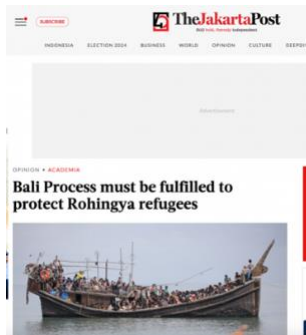 SUBSCRIBE
TheJakartaPost
INDONESIA ELECTION 2024 BUSINESS WORLD OPINION CULTURE
Advertisement
OPINION • ACADEMIA
Bali Process must be fulfilled to
protect Rohingya refugees